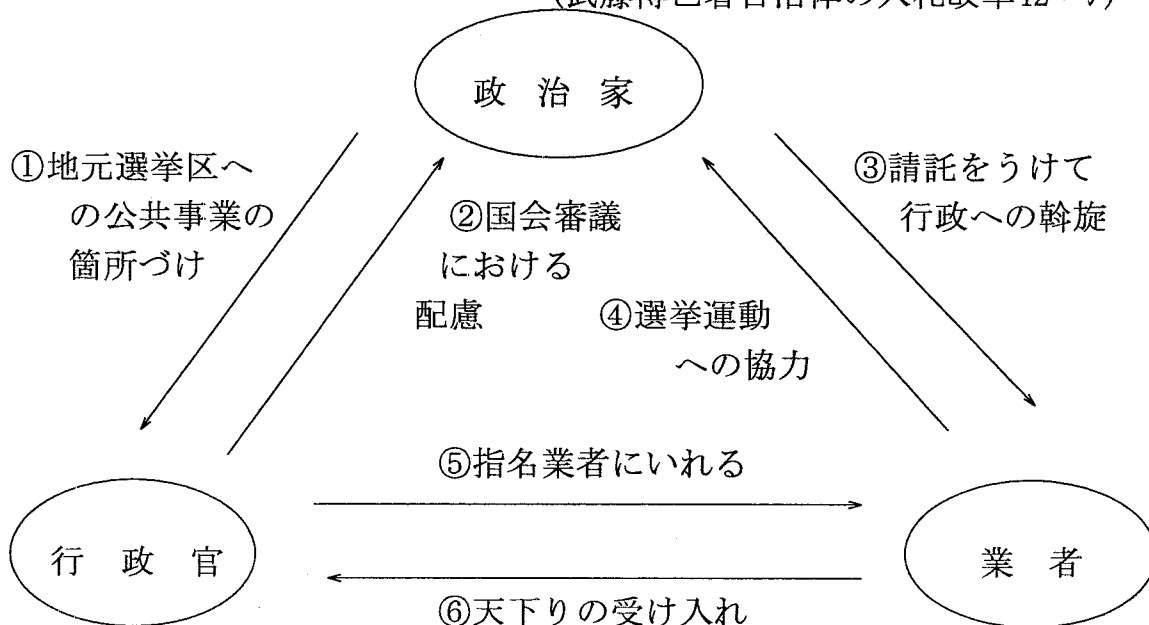 政治家
①地元選挙区へ
の公共事業の
箇所づけ
②国会審議
における
配慮
③請託をうけて
行政への斡旋
④選挙運動
への協力
⑤指名業者にいれる
行政官
業者
⑥天下りの受け入れ